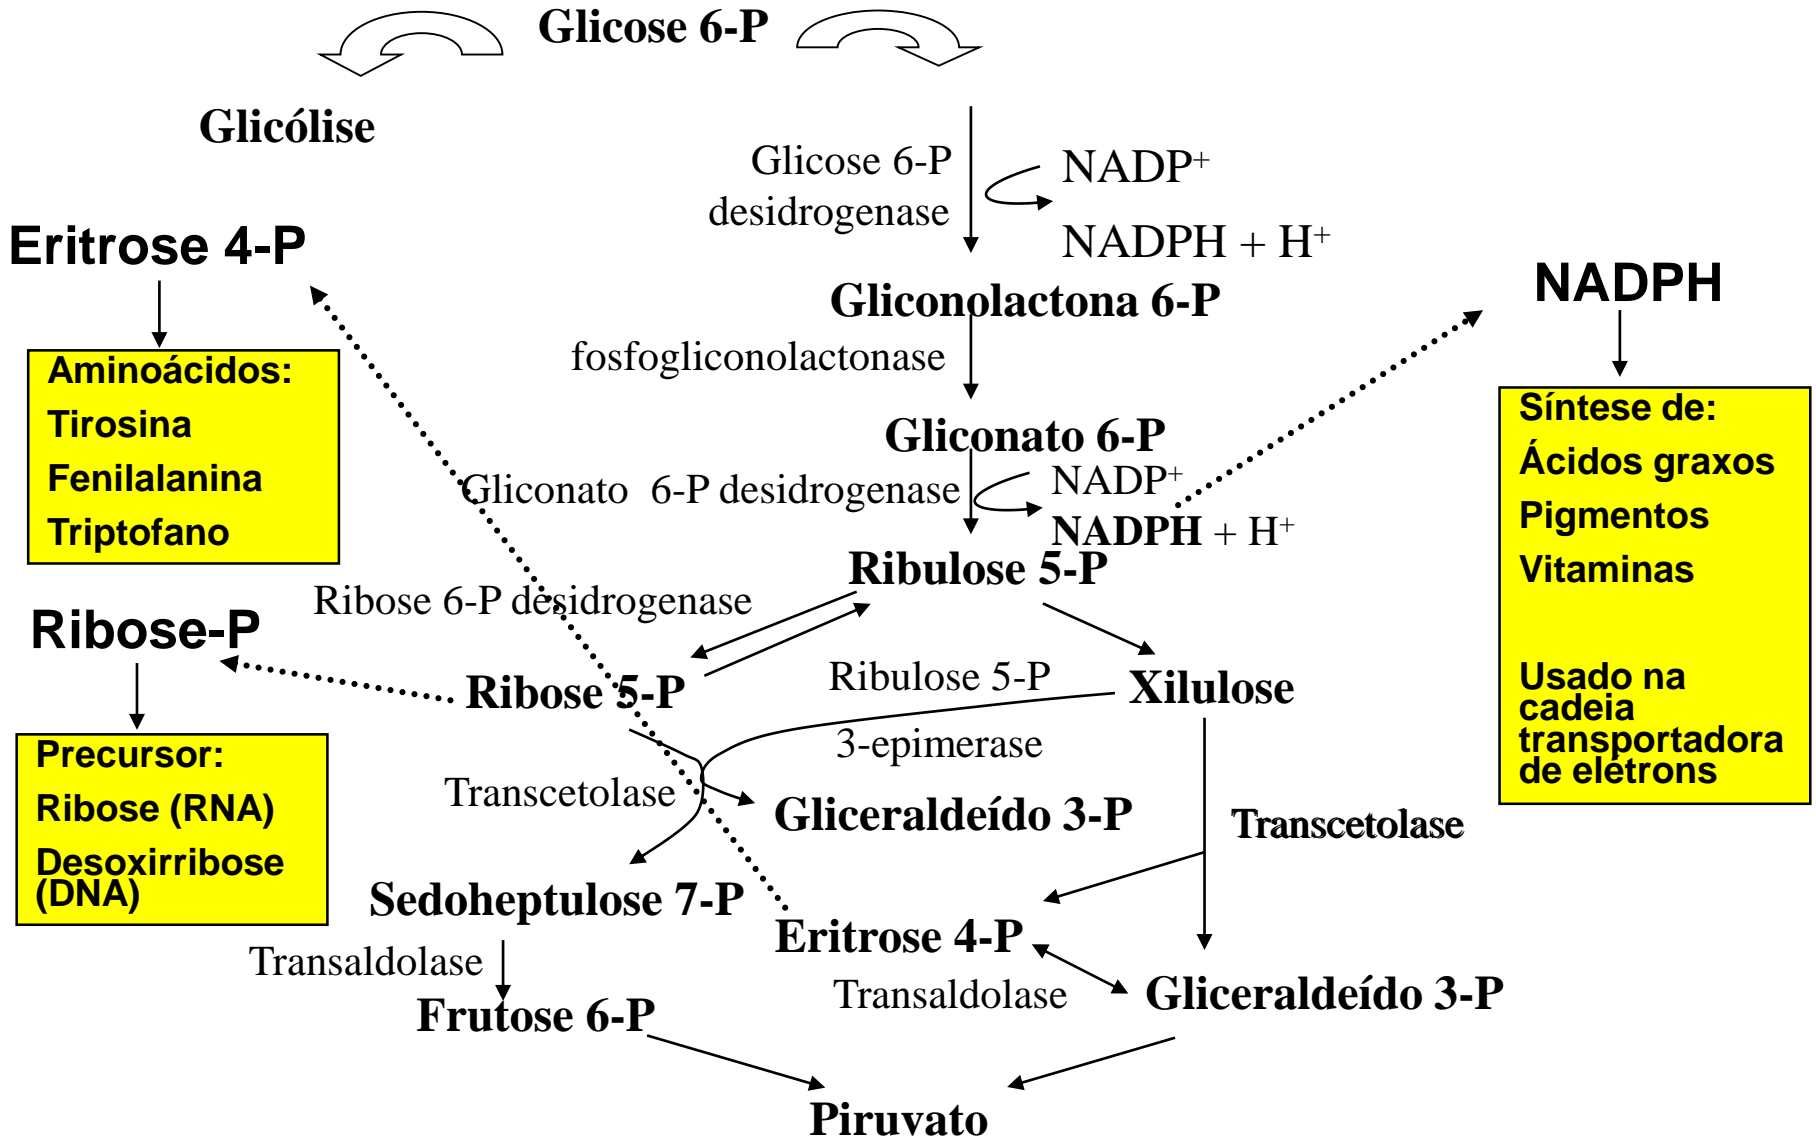 Glicose 6-P
Glicólise
Glicose 6-P
desidrogenase
NADP⁺
NADPH + H⁺
Eritrose 4-P
Aminoácidos:
Tirosina
Fenilalanina
Triptofano
Gliconolactona 6-P
fosfogliconolactonase
NADPH
Síntese de:
Ácidos graxos
Pigmentos
Vitaminas
Usado na
cadeia
transportadora
de elétrons
Gliconato 6-P
Gliconato 6-P desidrogenase
NADP⁺
NADPH + H⁺
Ribulose 5-P
Ribose 6-P desidrogenase
Ribose-P
Precursor:
Ribose (RNA)
Desoxirribose
(DNA)
Ribose 5-P
Ribulose 5-P
3-epimerase
Xilulose
Transcetolase
Gliceraldeído 3-P
Transcetolase
Sedoheptulose 7-P
Eritrose 4-P
Transaldolase
Transaldolase
Gliceraldeído 3-P
Frutose 6-P
Piruvato